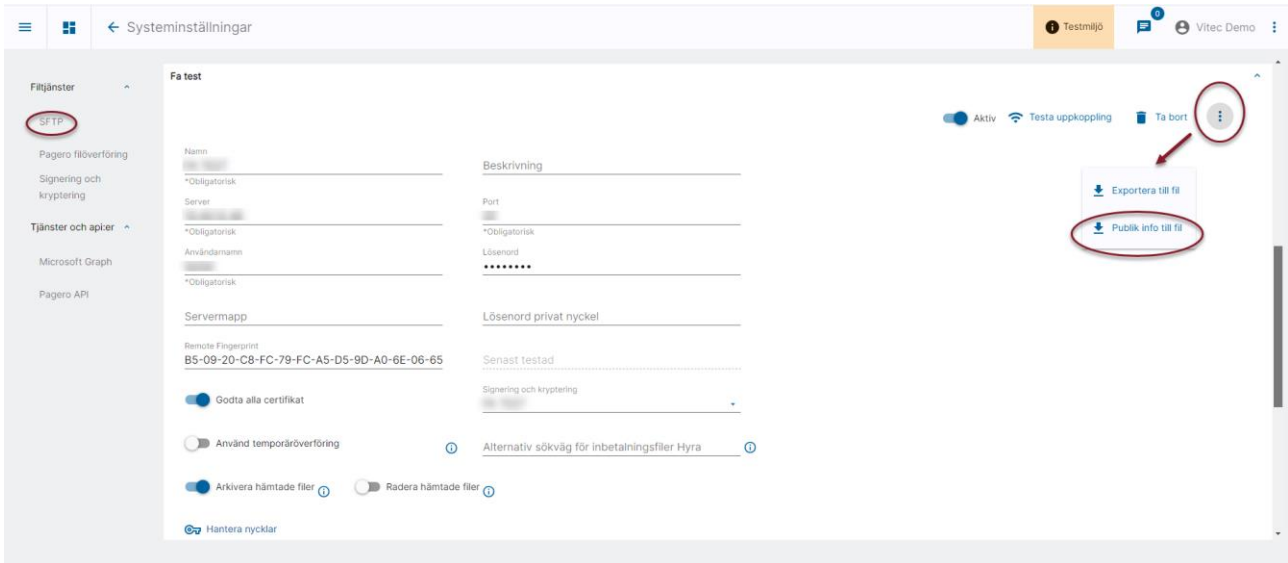 Systeminställningar
Testmiljö
0
Vitec Demo
Filtjänster
SFTP
Pagero filöverföring
Signering och
kryptering
Tjänster och api:er
Microsoft Graph
Pagero API
Fa test
Aktiv
Testa uppkoppling
Ta bort
Exportera till fil
Publik info till fil
Namn
*Obligatorisk
Beskrivning
Server
*Obligatorisk
Port
*Obligatorisk
Användarnamn
*Obligatorisk
Lösenord
••••••••
Servermapp
Lösenord privat nyckel
Remote Fingerprint
B5-09-20-C8-FC-79-FC-A5-D5-9D-A0-6E-06-65
Senast testad
Godta alla certifikat
Signering och kryptering
Använd temporäröverföring
Alternativ sökväg för inbetalningsfiler Hyra
Arkivera hämtade filer
Radera hämtade filer
Hantera nycklar